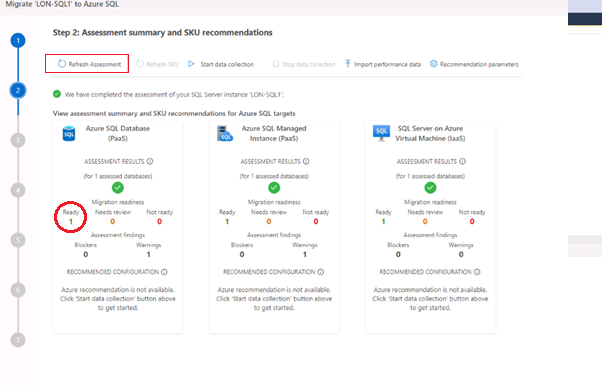 Migrate 'LON-SQL1' to Azure SQL
1
2
3
4
5
6
7
Step 2: Assessment summary and SKU recommendations
Refresh Assessment Refresh SKU Start data collection Stop data collection Import performance data Recommendation parameters
We have completed the assessment of your SQL Server instance 'LON-SQL1'.
View assessment summary and SKU recommendations for Azure SQL targets
SQL
Azure SQL Database
(PaaS)
ASSESSMENT RESULTS
(for 1 assessed databases)
Migration readiness
Ready Needs review Not ready
1 0 0
Assessment findings
Blockers Warnings
0 1
RECOMMENDED CONFIGURATION
Azure recommendation is not available.
Click 'Start data collection' button above
to get started.
SQL
Azure SQL Managed
Instance (PaaS)
ASSESSMENT RESULTS
(for 1 assessed databases)
Migration readiness
Ready Needs review Not ready
1 0 0
Assessment findings
Blockers Warnings
0 1
RECOMMENDED CONFIGURATION
Azure recommendation is not available.
Click 'Start data collection' button above
to get started.
SQL
SQL Server on Azure
Virtual Machine (IaaS)
ASSESSMENT RESULTS
(for 1 assessed databases)
Migration readiness
Ready Needs review Not ready
1 0 0
Assessment findings
Blockers Warnings
0 0
RECOMMENDED CONFIGURATION
Azure recommendation is not available.
Click 'Start data collection' button above
to get started.